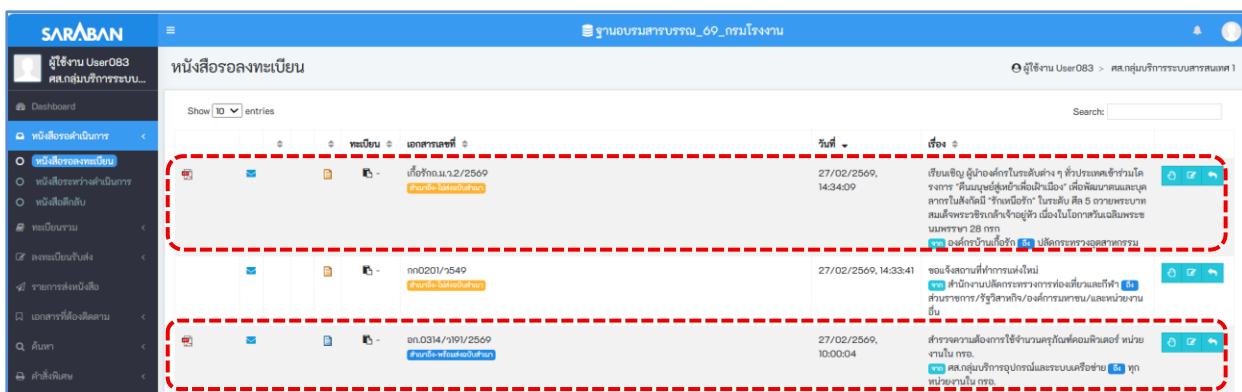 SARABAN
ฐานอบรมสารบรรณ_69_กรมโรงงาน
ผู้ใช้งาน User083
ศส.กลุ่มบริการระบบ...
หนังสือรอลงทะเบียน
ผู้ใช้งาน User083 > ศส.กลุ่มบริการระบบสารสนเทศ 1
Dashboard
หนังสือรอดำเนินการ
หนังสือรอลงทะเบียน
หนังสือระหว่างดำเนินการ
หนังสือตีกลับ
ทะเบียนรวม
ลงทะเบียนรับส่ง
รายการส่งหนังสือ
เอกสารที่ต้องติดตาม
ค้นหา
คำสั่งพิเศษ
Show 10 entries
Search:
ทะเบียน เอกสารเลขที่ วันที่ เรื่อง
- เกื้อรักถ.ม.ว.2/2569
สำเนาถึง-ไม่ส่งฉบับสำเนา
27/02/2569,
14:34:09
เรียนเชิญ ผู้นำองค์กรในระดับต่าง ๆ ทั่วประเทศเข้าร่วมโค
รงการ "คืนมนุษย์สู่เหย้าเพื่อเฝ้าเมือง" เพื่อพัฒนาตนและบุค
ลากรในสังกัดมี "รักเหนือรัก" ในระดับ ศีล 5 ถวายพระบาท
สมเด็จพระวชิรเกล้าเจ้าอยู่หัว เนื่องในโอกาสวันเฉลิมพระช
นมพรรษา 28 กรก
จาก องค์กรบ้านเกื้อรัก ถึง ปลัดกระทรวงอุตสาหกรรม
- กก0201/ว549
สำเนาถึง-ไม่ส่งฉบับสำเนา
27/02/2569, 14:33:41
ขอแจ้งสถานที่ทำการแห่งใหม่
จาก สำนักงานปลัดกระทรวงการท่องเที่ยวและกีฬา ถึง
ส่วนราชการ/รัฐวิสาหกิจ/องค์การมหาชน/และหน่วยงาน
อื่น
- อก.0314/ว191/2569
สำเนาถึง-พร้อมส่งฉบับสำเนา
27/02/2569,
10:00:04
สำรวจความต้องการใช้จำนวนครุภัณฑ์คอมพิวเตอร์ หน่วย
งานใน กรอ.
จาก ศส.กลุ่มบริการอุปกรณ์และระบบเครือข่าย ถึง ทุก
หน่วยงานใน กรอ.